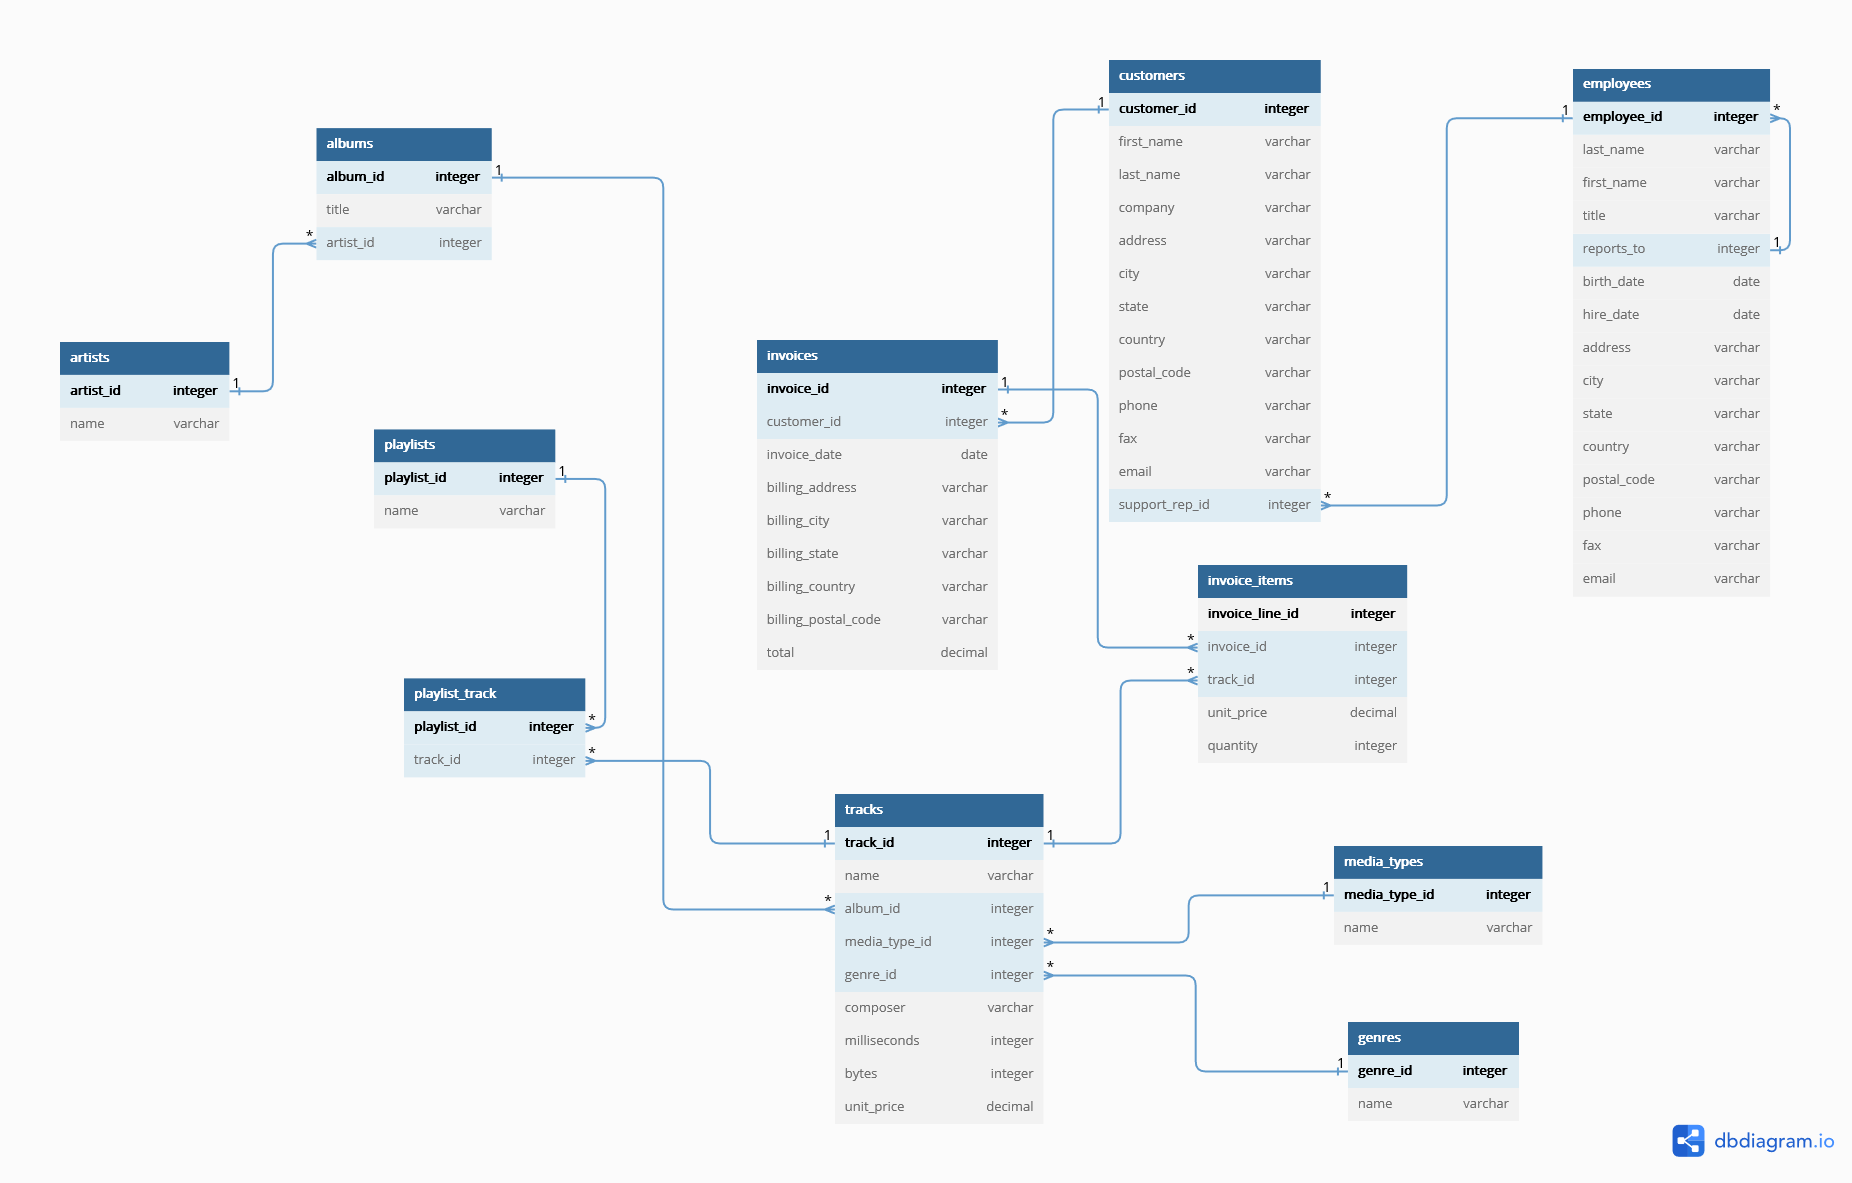 albums
album_id integer
title varchar
artist_id integer
1
*
artists
artist_id integer
name varchar
1
playlists
playlist_id integer
name varchar
1
playlist_track
playlist_id integer
track_id integer
*
*
invoices
invoice_id integer
customer_id integer
invoice_date date
billing_address varchar
billing_city varchar
billing_state varchar
billing_country varchar
billing_postal_code varchar
total decimal
1
*
customers
customer_id integer
first_name varchar
last_name varchar
company varchar
address varchar
city varchar
state varchar
country varchar
postal_code varchar
phone varchar
fax varchar
email varchar
support_rep_id integer
1
*
employees
employee_id integer
last_name varchar
first_name varchar
title varchar
reports_to integer
birth_date date
hire_date date
address varchar
city varchar
state varchar
country varchar
postal_code varchar
phone varchar
fax varchar
email varchar
1
*
1
invoice_items
invoice_line_id integer
invoice_id integer
track_id integer
unit_price decimal
quantity integer
*
*
tracks
track_id integer
name varchar
album_id integer
media_type_id integer
genre_id integer
composer varchar
milliseconds integer
bytes integer
unit_price decimal
1
1
*
*
*
media_types
media_type_id integer
name varchar
1
genres
genre_id integer
name varchar
1
dbdiagram.io